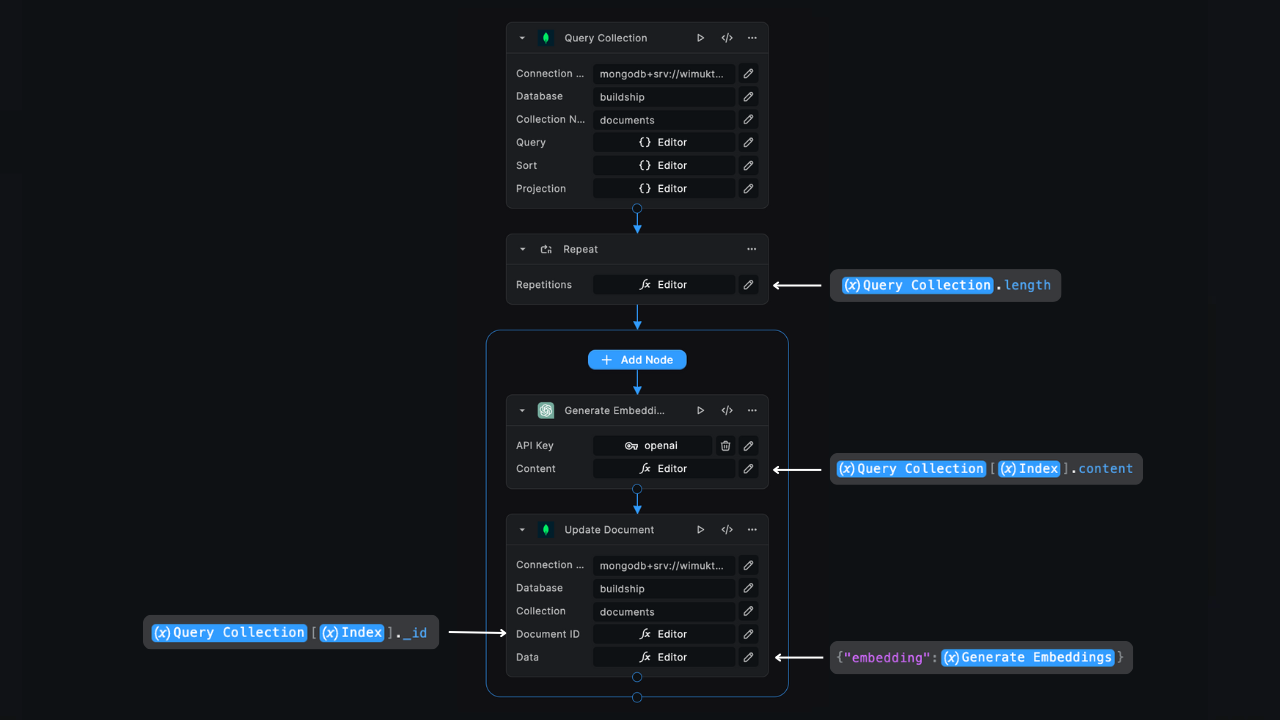 Query Collection
Connection ... mongodb+srv://wimukt...
Database buildship
Collection N... documents
Query {} Editor
Sort {} Editor
Projection {} Editor
Repeat
Repetitions fx Editor
(x)Query Collection.length
+ Add Node
Generate Embeddi...
API Key openai
Content fx Editor
(x)Query Collection[(x)Index].content
Update Document
Connection ... mongodb+srv://wimukt...
Database buildship
Collection documents
(x)Query Collection[(x)Index]._id
Document ID fx Editor
Data fx Editor
{"embedding":(x)Generate Embeddings}